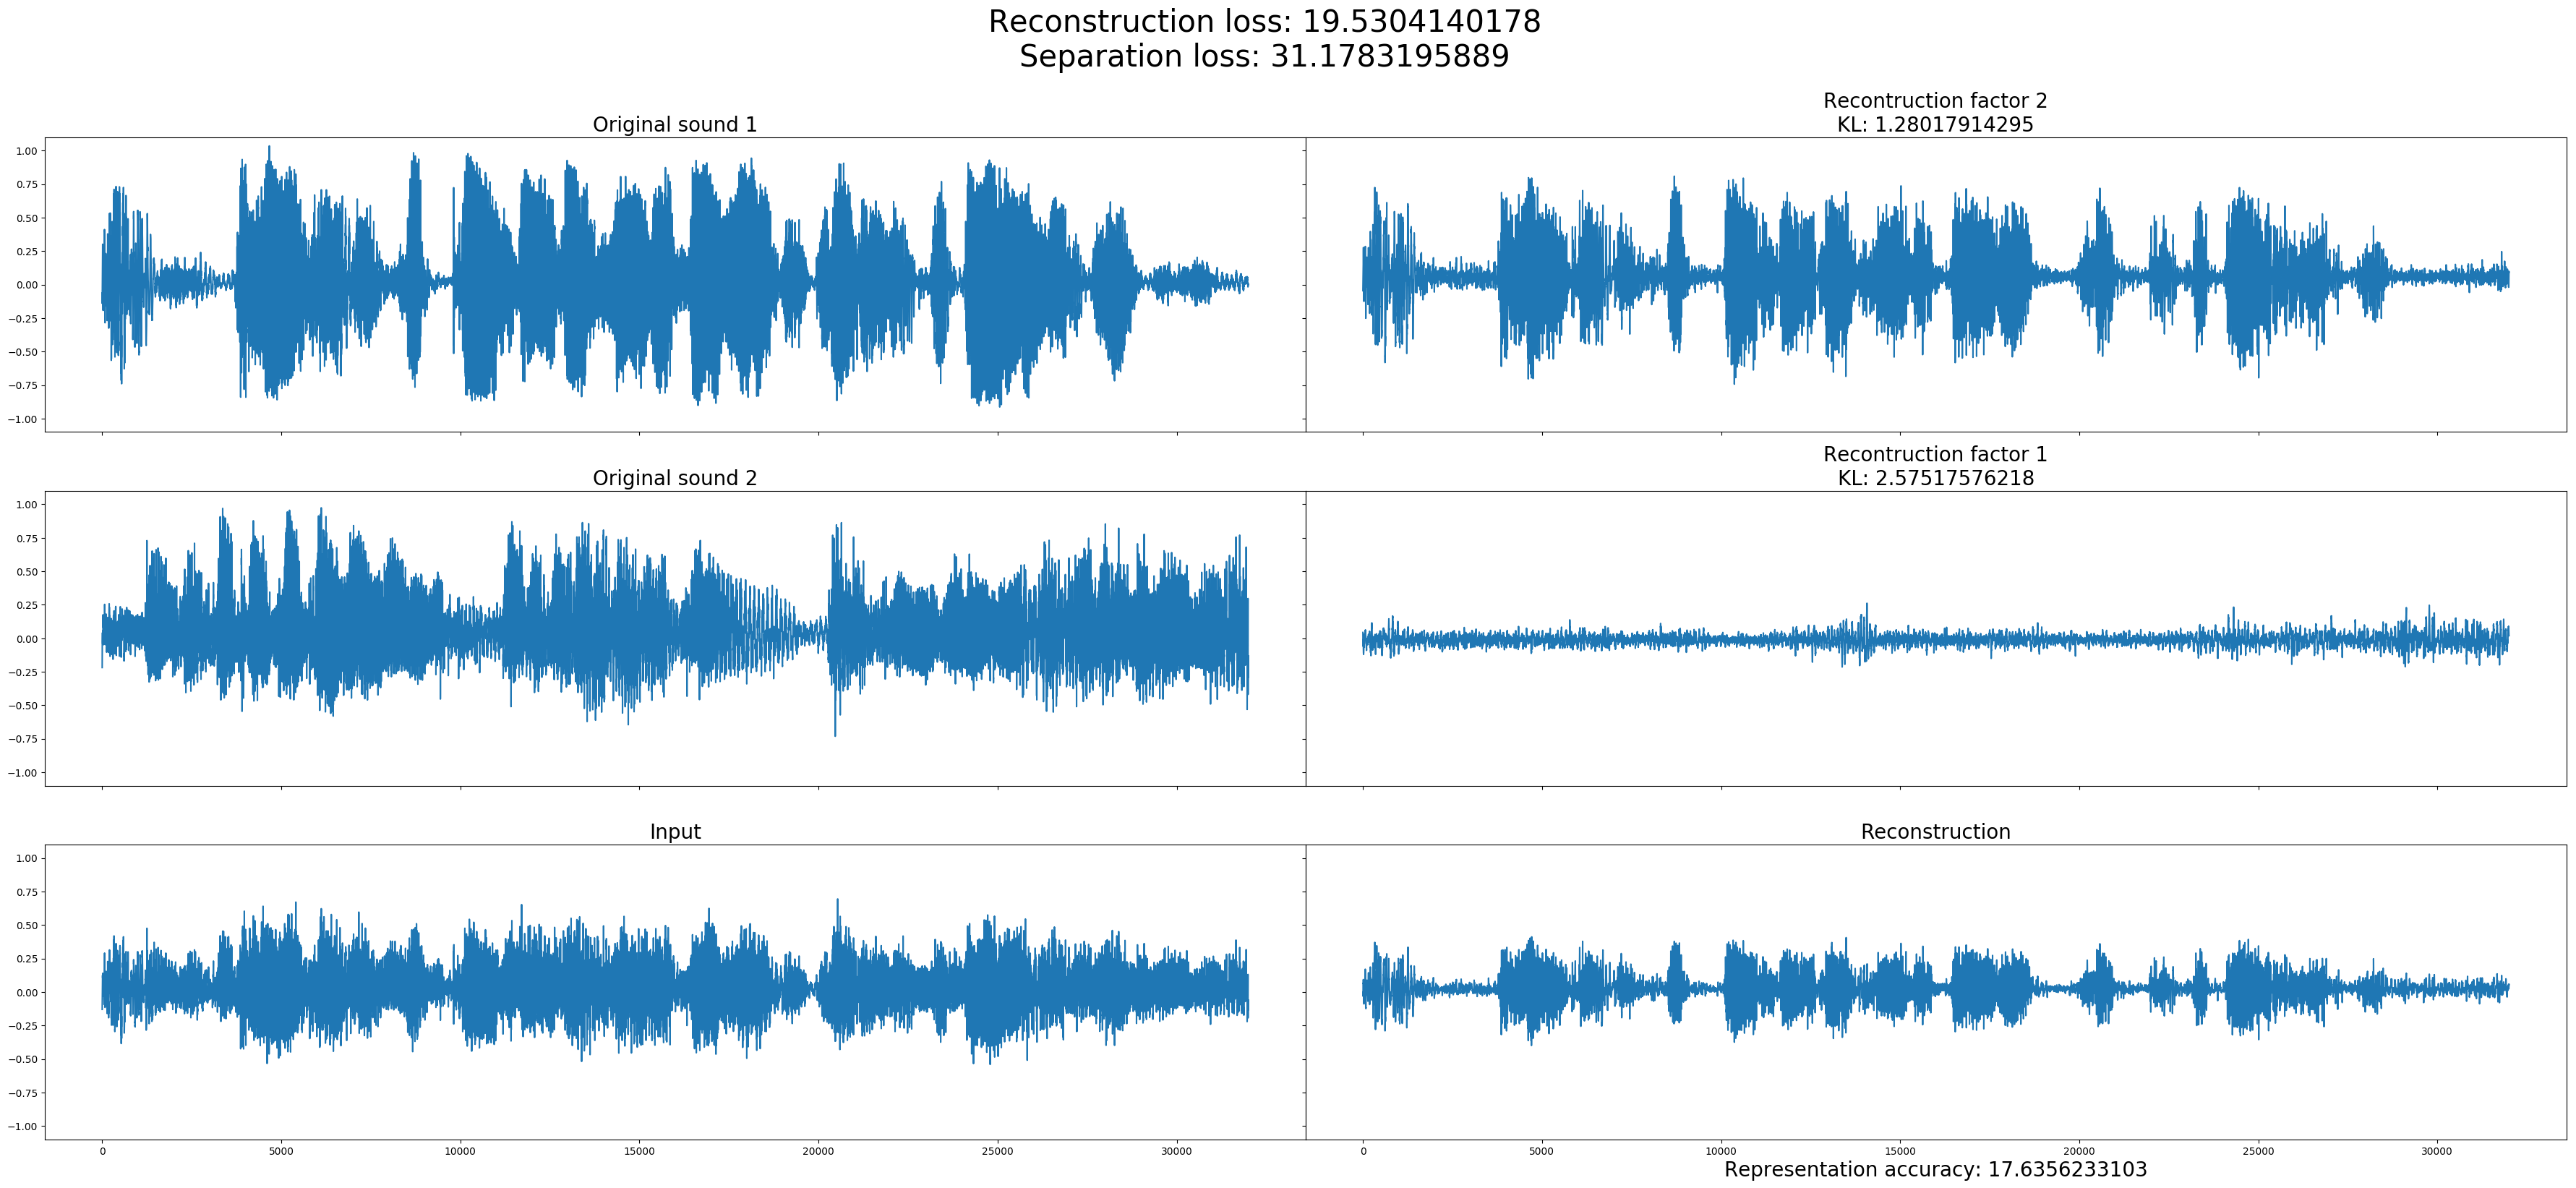 Reconstruction loss: 19.5304140178
Separation loss: 31.1783195889
Original sound 1
Recontruction factor 2
KL: 1.28017914295
1.00
0.75
0.50
0.25
0.00
−0.25
−0.50
−0.75
−1.00
Original sound 2
Recontruction factor 1
KL: 2.57517576218
1.00
0.75
0.50
0.25
0.00
−0.25
−0.50
−0.75
−1.00
Input
Reconstruction
1.00
0.75
0.50
0.25
0.00
−0.25
−0.50
−0.75
−1.00
0 5000 10000 15000 20000 25000 30000
0 5000 10000 15000 20000 25000 30000
Representation accuracy: 17.6356233103